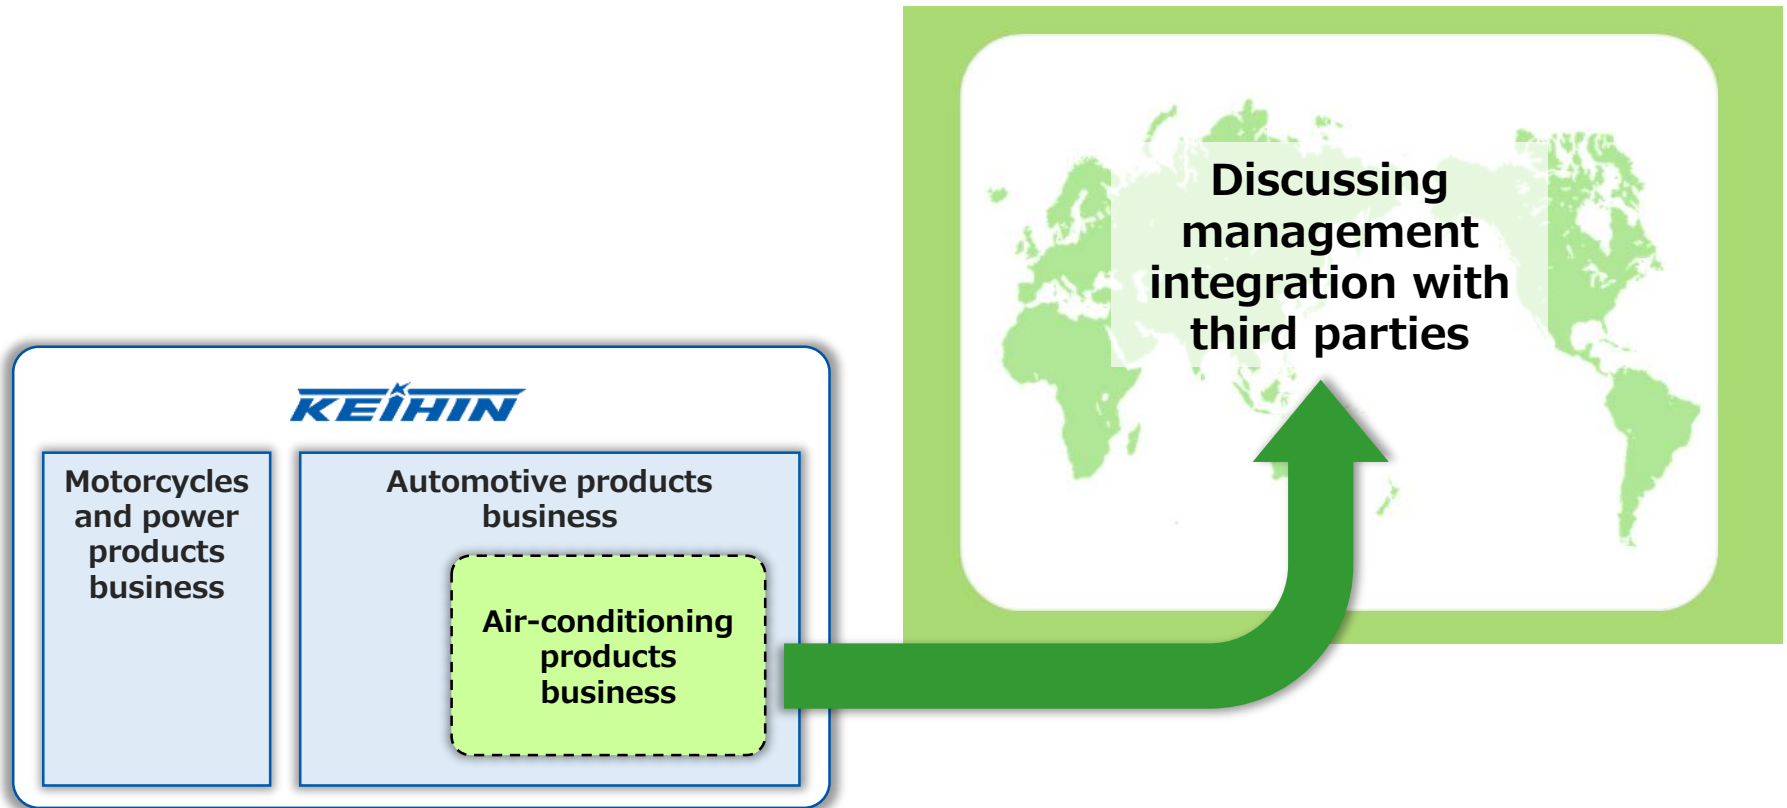 Discussing
management
integration with
third parties
KEIHIN
Motorcycles
and power
products
business
Automotive products
business
Air-conditioning
products
business